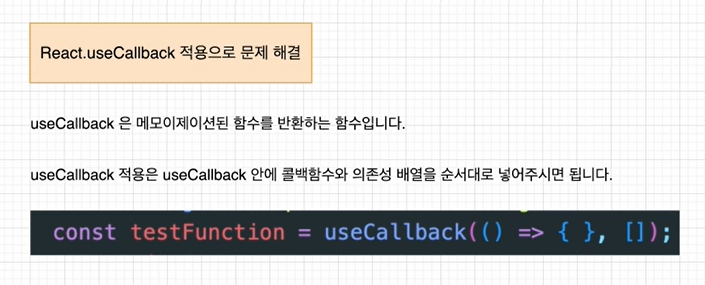 React.useCallback 적용으로 문제 해결
useCallback 은 메모이제이션된 함수를 반환하는 함수입니다.
useCallback 적용은 useCallback 안에 콜백함수와 의존성 배열을 순서대로 넣어주시면 됩니다.
const testFunction = useCallback(() => { }, []);